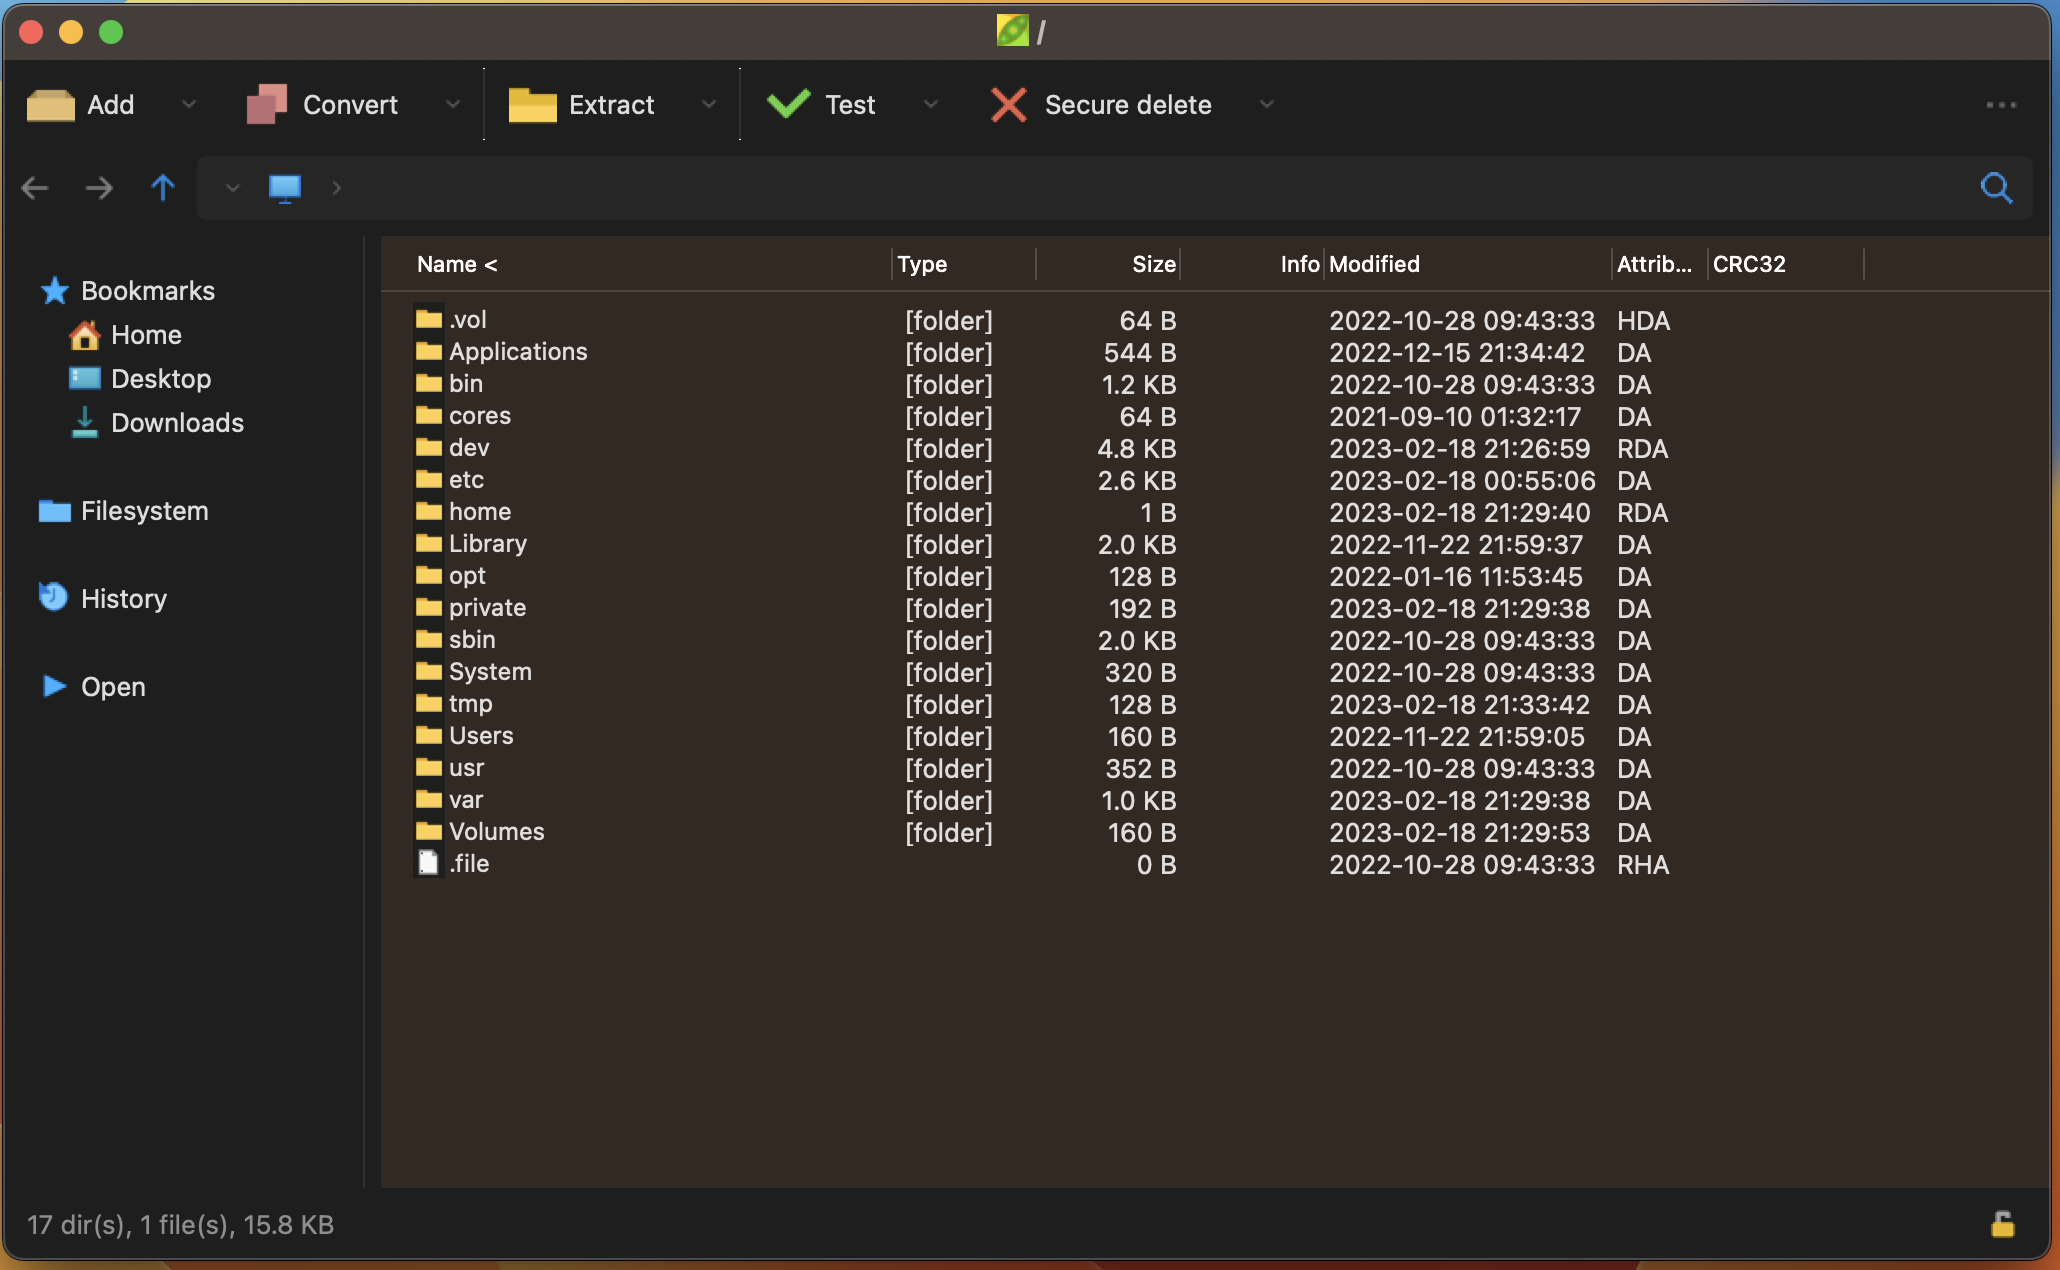 /
Add Convert Extract Test Secure delete ...
Name < Type Size Info Modified Attrib... CRC32
Bookmarks
Home
Desktop
Downloads
Filesystem
History
Open
.vol [folder] 64 B 2022-10-28 09:43:33 HDA
Applications [folder] 544 B 2022-12-15 21:34:42 DA
bin [folder] 1.2 KB 2022-10-28 09:43:33 DA
cores [folder] 64 B 2021-09-10 01:32:17 DA
dev [folder] 4.8 KB 2023-02-18 21:26:59 RDA
etc [folder] 2.6 KB 2023-02-18 00:55:06 DA
home [folder] 1 B 2023-02-18 21:29:40 RDA
Library [folder] 2.0 KB 2022-11-22 21:59:37 DA
opt [folder] 128 B 2022-01-16 11:53:45 DA
private [folder] 192 B 2023-02-18 21:29:38 DA
sbin [folder] 2.0 KB 2022-10-28 09:43:33 DA
System [folder] 320 B 2022-10-28 09:43:33 DA
tmp [folder] 128 B 2023-02-18 21:33:42 DA
Users [folder] 160 B 2022-11-22 21:59:05 DA
usr [folder] 352 B 2022-10-28 09:43:33 DA
var [folder] 1.0 KB 2023-02-18 21:29:38 DA
Volumes [folder] 160 B 2023-02-18 21:29:53 DA
.file 0 B 2022-10-28 09:43:33 RHA
17 dir(s), 1 file(s), 15.8 KB